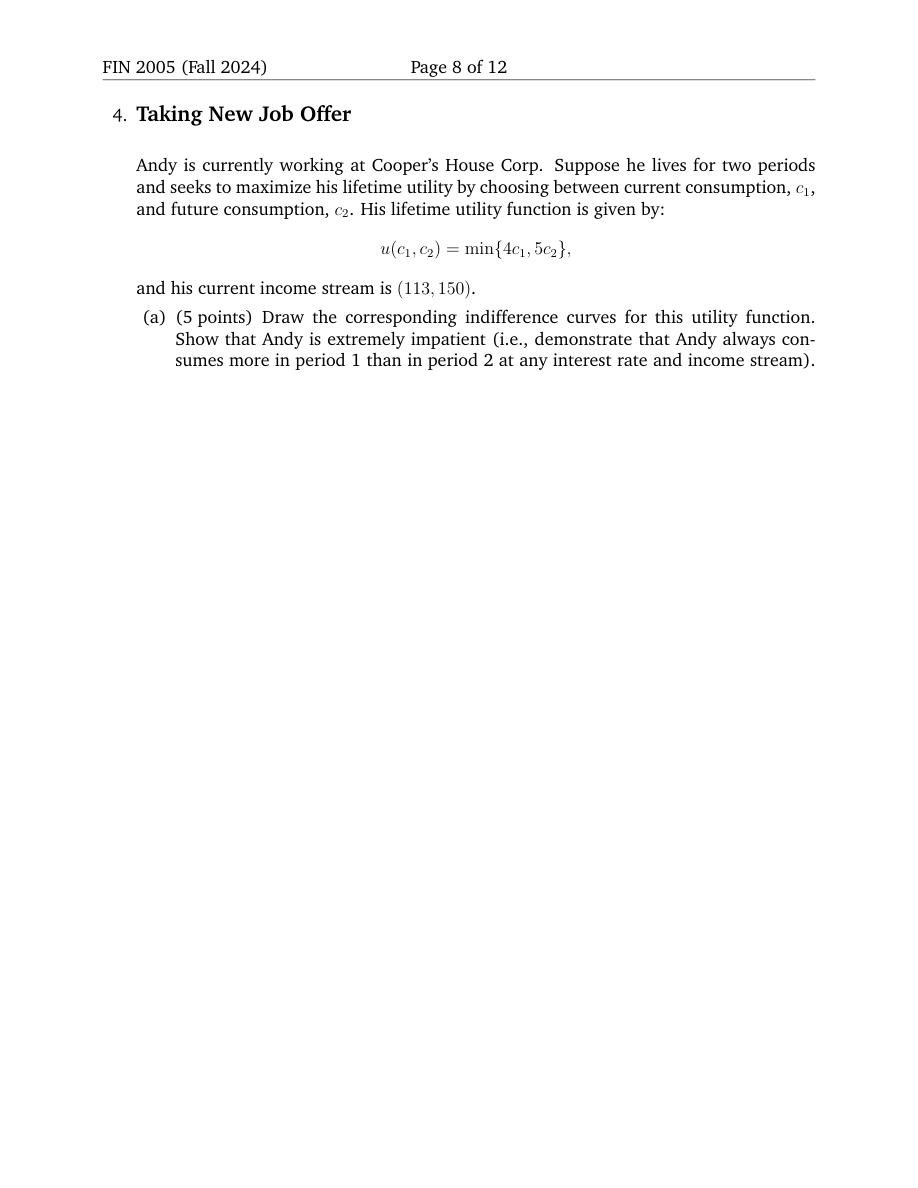 FIN 2005 (Fall 2024) Page 8 of 12
4. Taking New Job Offer
Andy is currently working at Cooper's House Corp. Suppose he lives for two periods
and seeks to maximize his lifetime utility by choosing between current consumption, c₁,
and future consumption, c₂. His lifetime utility function is given by:
u(c₁, c₂) = min{4c₁, 5c₂},
and his current income stream is (113, 150).
(a) (5 points) Draw the corresponding indifference curves for this utility function.
Show that Andy is extremely impatient (i.e., demonstrate that Andy always con-
sumes more in period 1 than in period 2 at any interest rate and income stream).